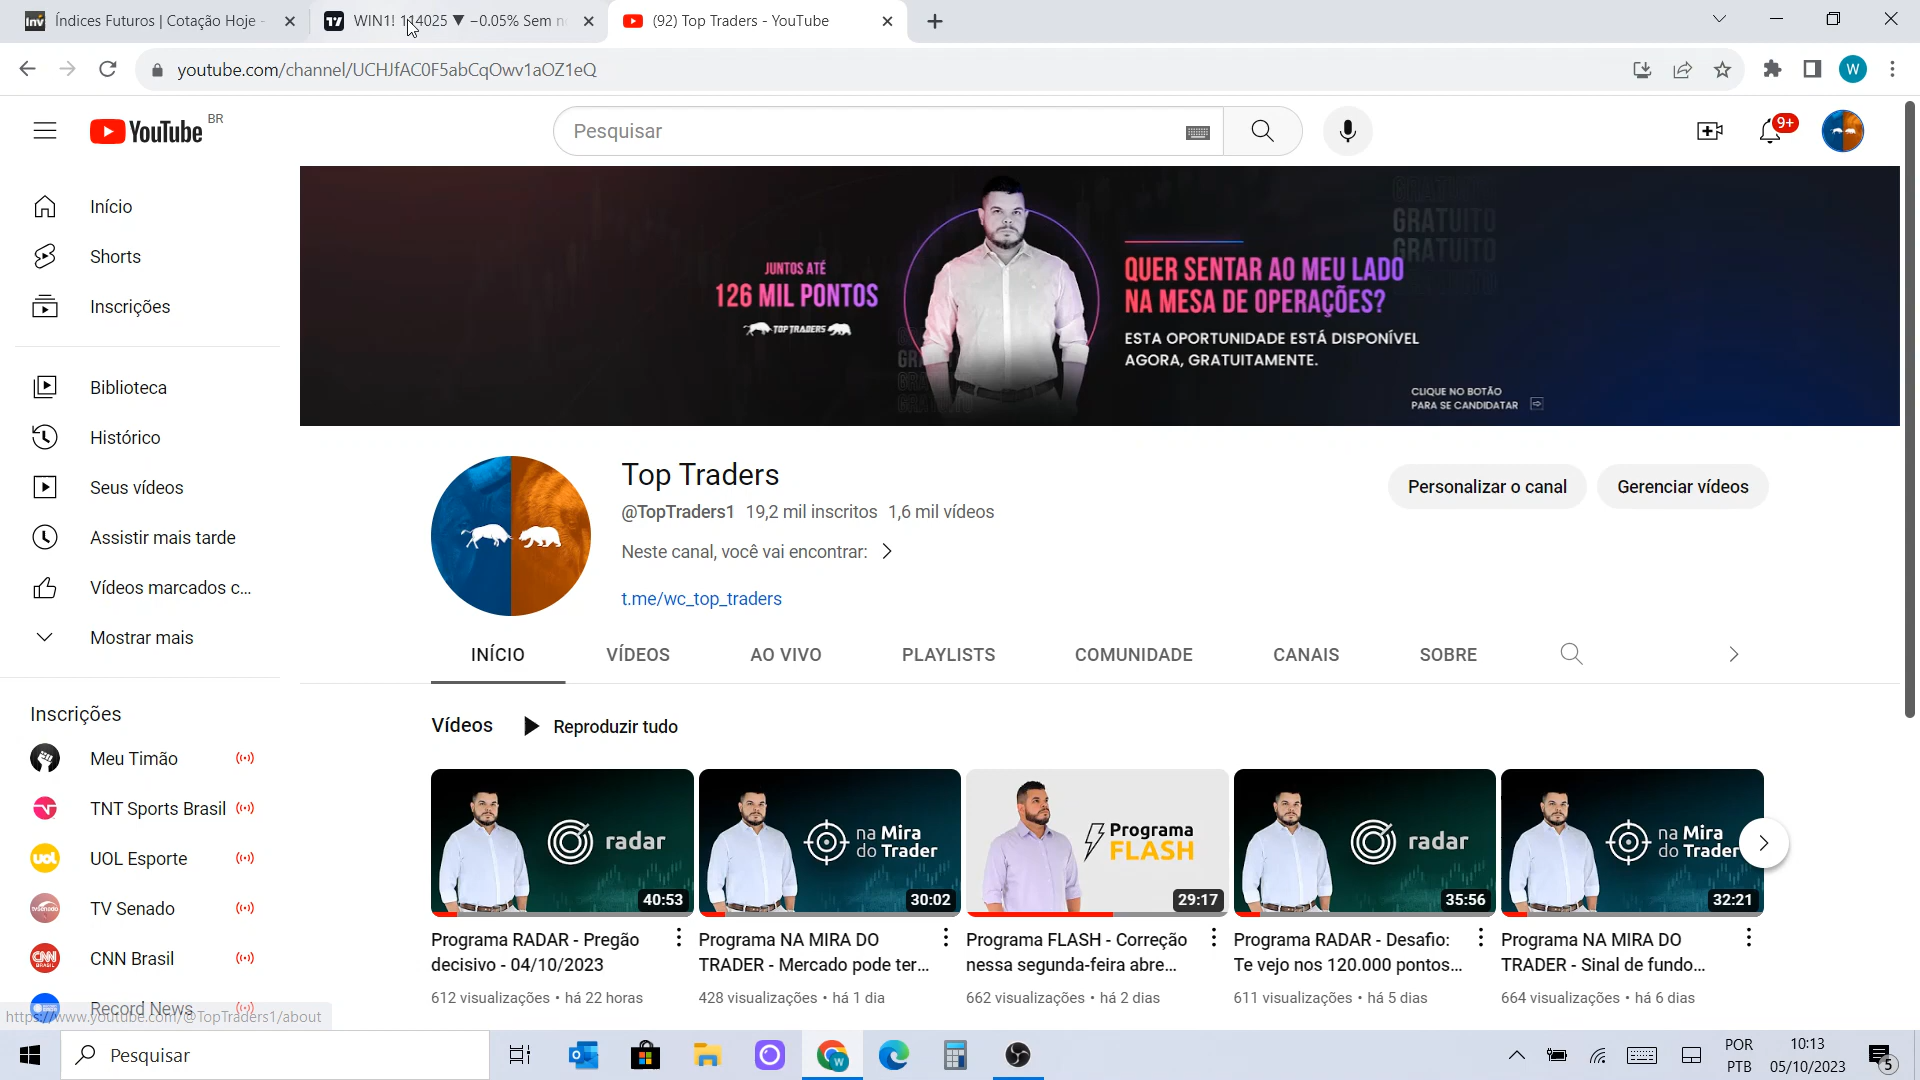 Índices Futuros | Cotação Hoje -
WIN1! 114025 ▼ −0.05% Sem n
(92) Top Traders - YouTube
youtube.com/channel/UCHJfAC0F5abCqOwv1aOZ1eQ
W
YouTube BR
Pesquisar
9+
Início
Shorts
Inscrições
Biblioteca
Histórico
Seus vídeos
Assistir mais tarde
Vídeos marcados c...
Mostrar mais
Inscrições
Meu Timão
TNT Sports Brasil
UOL Esporte
TV Senado
CNN Brasil
Record News
https://www.youtube.com/@TopTraders1/about
JUNTOS ATÉ
126 MIL PONTOS
TOP TRADERS
GRATUITO
GRATUITO
GRATUITO
QUER SENTAR AO MEU LADO
NA MESA DE OPERAÇÕES?
ESTA OPORTUNIDADE ESTÁ DISPONÍVEL
AGORA, GRATUITAMENTE.
CLIQUE NO BOTÃO
PARA SE CANDIDATAR
Top Traders
@TopTraders1 19,2 mil inscritos 1,6 mil vídeos
Neste canal, você vai encontrar:
t.me/wc_top_traders
Personalizar o canal
Gerenciar vídeos
INÍCIO VÍDEOS AO VIVO PLAYLISTS COMUNIDADE CANAIS SOBRE
Vídeos Reproduzir tudo
radar
40:53
Programa RADAR - Pregão
decisivo - 04/10/2023
612 visualizações • há 22 horas
na Mira
do Trader
30:02
Programa NA MIRA DO
TRADER - Mercado pode ter...
428 visualizações • há 1 dia
Programa
FLASH
29:17
Programa FLASH - Correção
nessa segunda-feira abre...
662 visualizações • há 2 dias
radar
35:56
Programa RADAR - Desafio:
Te vejo nos 120.000 pontos...
611 visualizações • há 5 dias
na Mira
do Trader
32:21
Programa NA MIRA DO
TRADER - Sinal de fundo...
664 visualizações • há 6 dias
Pesquisar
POR
PTB
10:13
05/10/2023
5